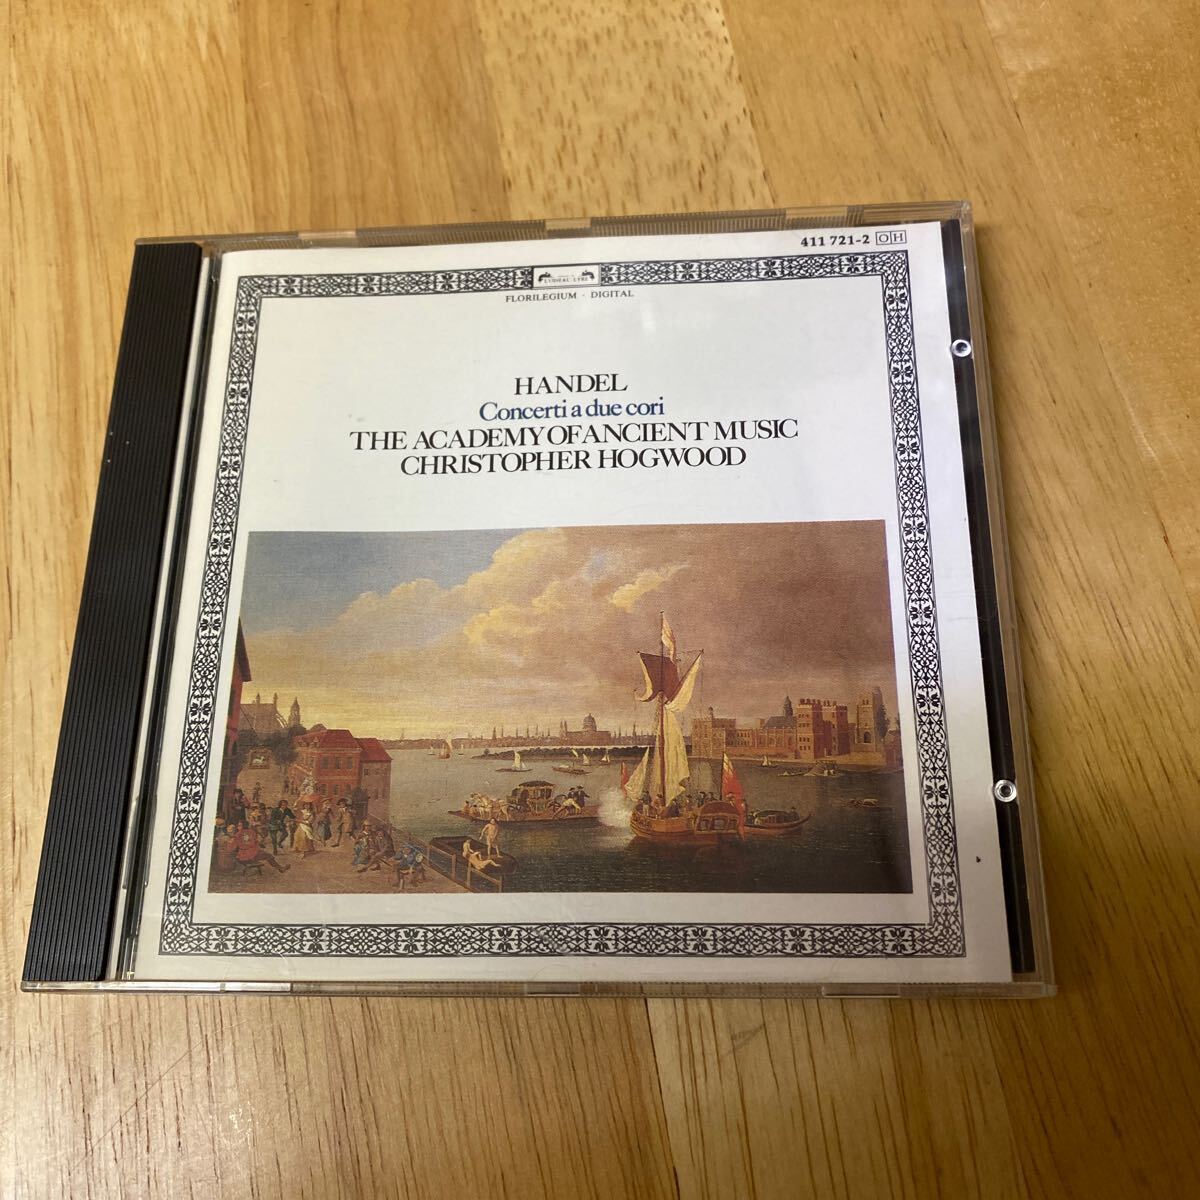 411 721-2 OH
L'OISEAU-LYRE
FLORILEGIUM · DIGITAL
HANDEL
Concerti a due cori
THE ACADEMY OF ANCIENT MUSIC
CHRISTOPHER HOGWOOD